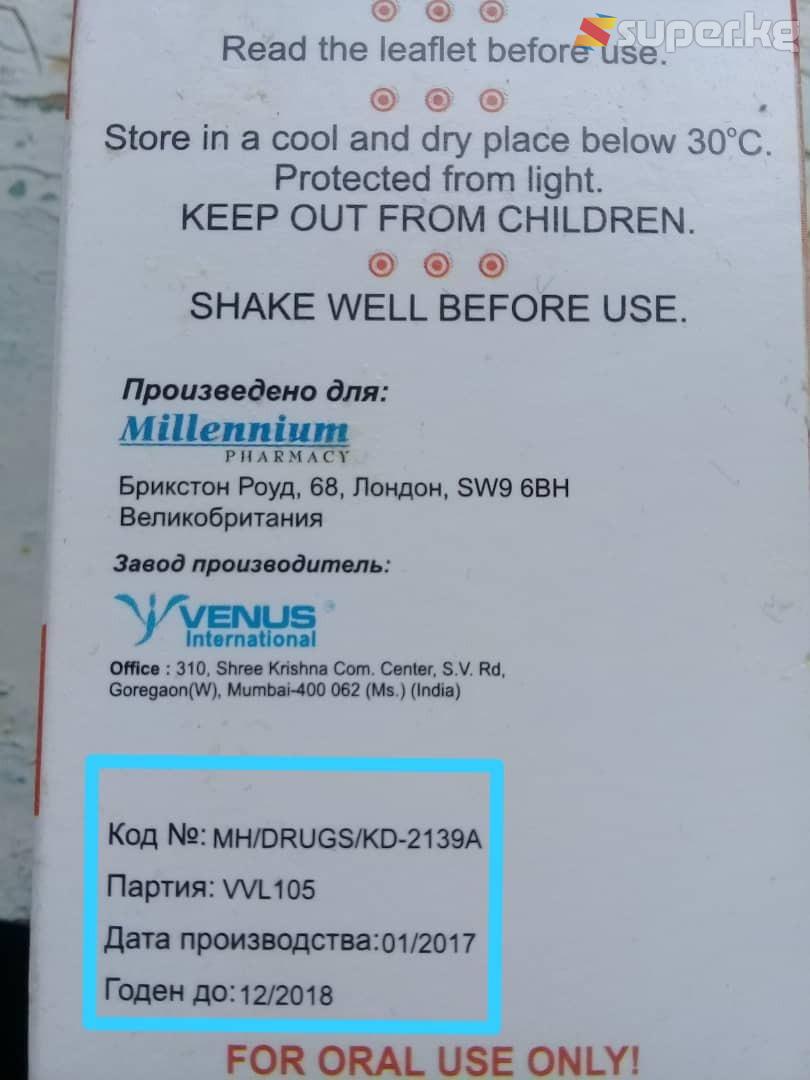 super.kg
Read the leaflet before use.
Store in a cool and dry place below 30°C.
Protected from light.
KEEP OUT FROM CHILDREN.
SHAKE WELL BEFORE USE.
Произведено для:
Millennium
PHARMACY
Брикстон Роуд, 68, Лондон, SW9 6BH
Великобритания
Завод производитель:
VENUS ®
International
Office : 310, Shree Krishna Com. Center, S.V. Rd,
Goregaon(W), Mumbai-400 062 (Ms.) (India)
Код №: MH/DRUGS/KD-2139A
Партия: VVL105
Дата производства:01/2017
Годен до:12/2018
FOR ORAL USE ONLY!